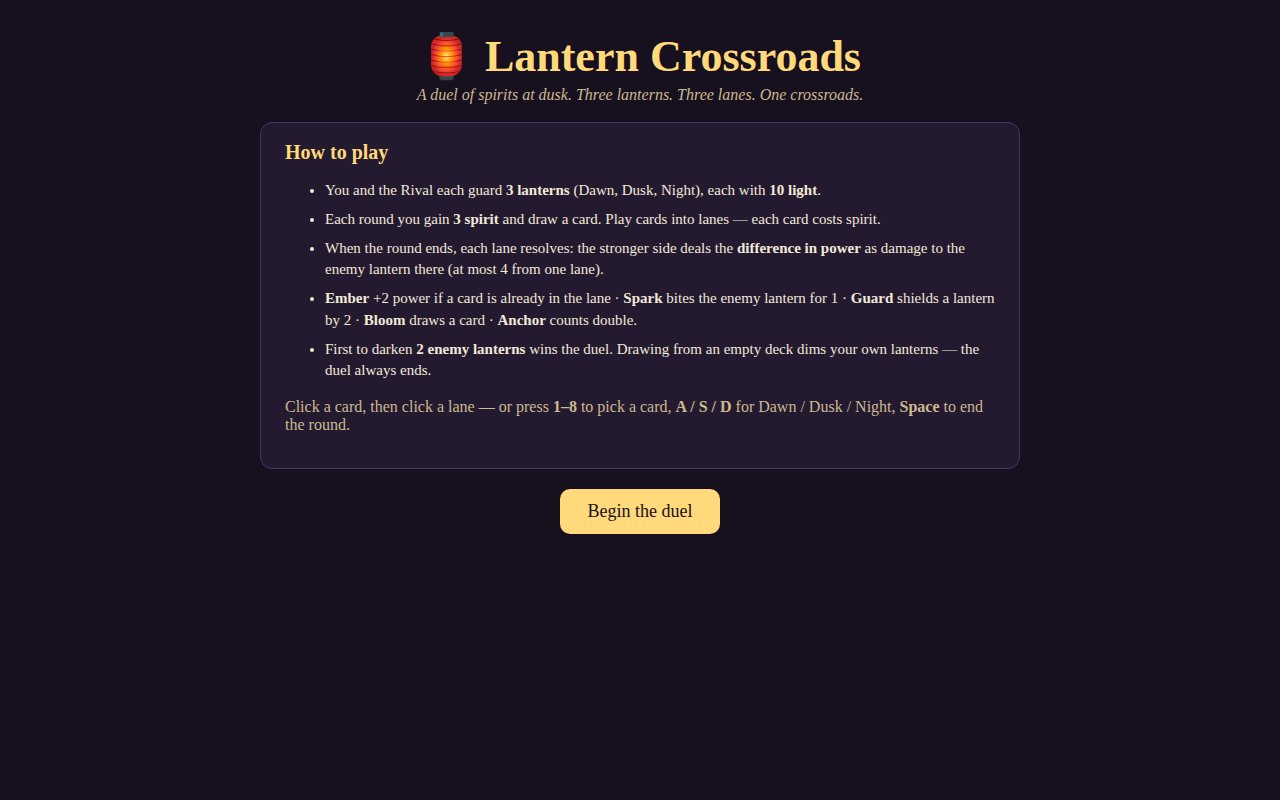 Lantern Crossroads
A duel of spirits at dusk. Three lanterns. Three lanes. One crossroads.
How to play
• You and the Rival each guard 3 lanterns (Dawn, Dusk, Night), each with 10 light.
• Each round you gain 3 spirit and draw a card. Play cards into lanes — each card costs spirit.
• When the round ends, each lane resolves: the stronger side deals the difference in power as damage to the
enemy lantern there (at most 4 from one lane).
• Ember +2 power if a card is already in the lane · Spark bites the enemy lantern for 1 · Guard shields a lantern
by 2 · Bloom draws a card · Anchor counts double.
• First to darken 2 enemy lanterns wins the duel. Drawing from an empty deck dims your own lanterns — the
duel always ends.
Click a card, then click a lane — or press 1–8 to pick a card, A / S / D for Dawn / Dusk / Night, Space to end
the round.
Begin the duel